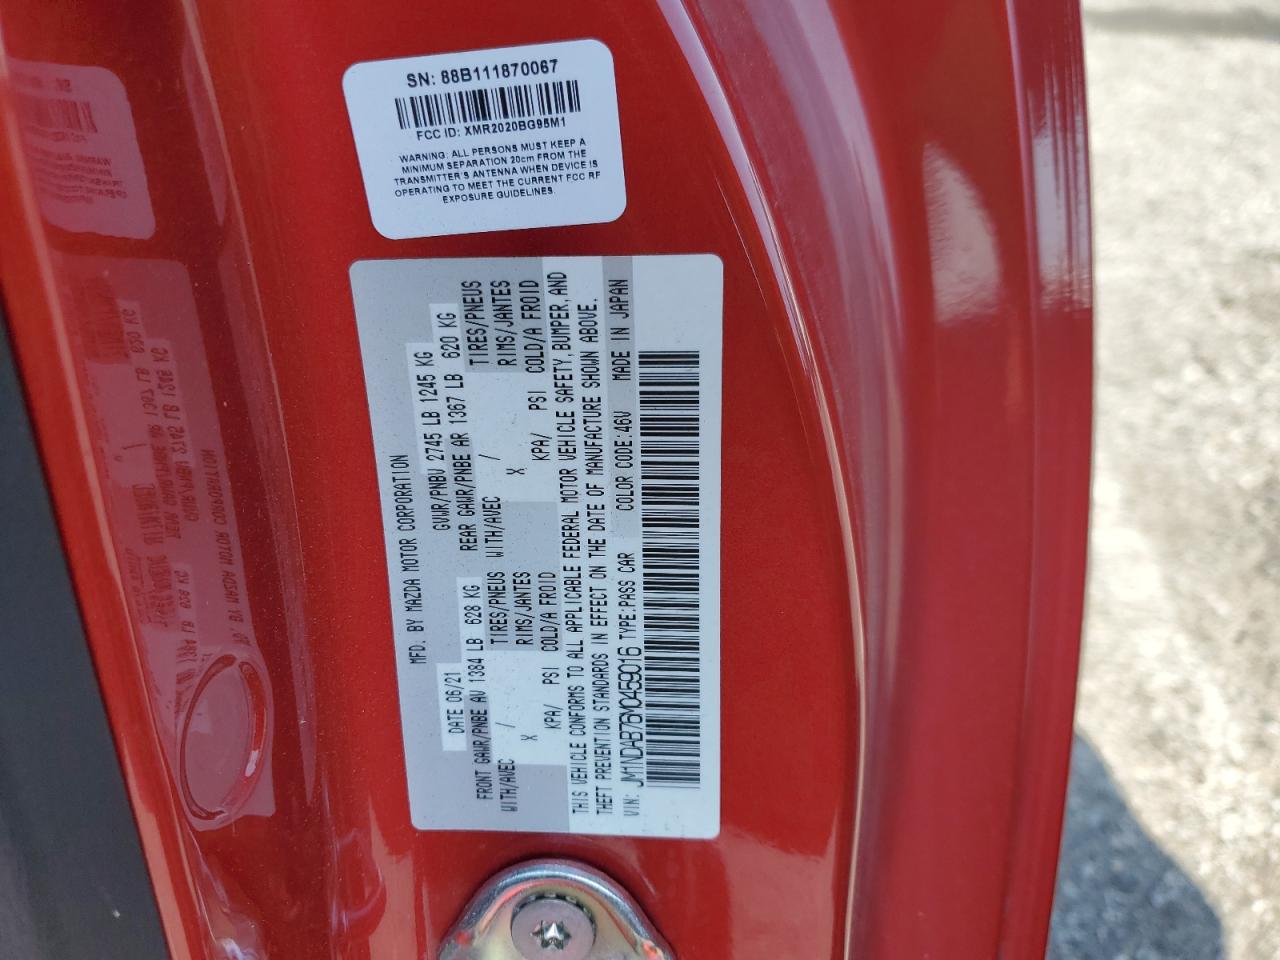 SN: 88B111870067
FCC ID: XMR2020BG95M1
WARNING: ALL PERSONS MUST KEEP A
MINIMUM SEPARATION 20cm FROM THE
TRANSMITTER'S ANTENNA WHEN DEVICE IS
OPERATING TO MEET THE CURRENT FCC RF
EXPOSURE GUIDELINES.
MFD. BY MAZDA MOTOR CORPORATION
DATE 06/21 GVWR/PNBV 2745 LB 1245 KG
FRONT GAWR/PNBE AV 1384 LB 628 KG REAR GAWR/PNBE AR 1367 LB 620 KG
WITH/AVEC / TIRES/PNEUS WITH/AVEC / TIRES/PNEUS
X RIMS/JANTES X RIMS/JANTES
KPA/ PSI COLD/A FROID KPA/ PSI COLD/A FROID
THIS VEHICLE CONFORMS TO ALL APPLICABLE FEDERAL MOTOR VEHICLE SAFETY, BUMPER, AND
THEFT PREVENTION STANDARDS IN EFFECT ON THE DATE OF MANUFACTURE SHOWN ABOVE.
VIN: JM1NDAB76M0459016 TYPE:PASS CAR COLOR CODE:46V MADE IN JAPAN